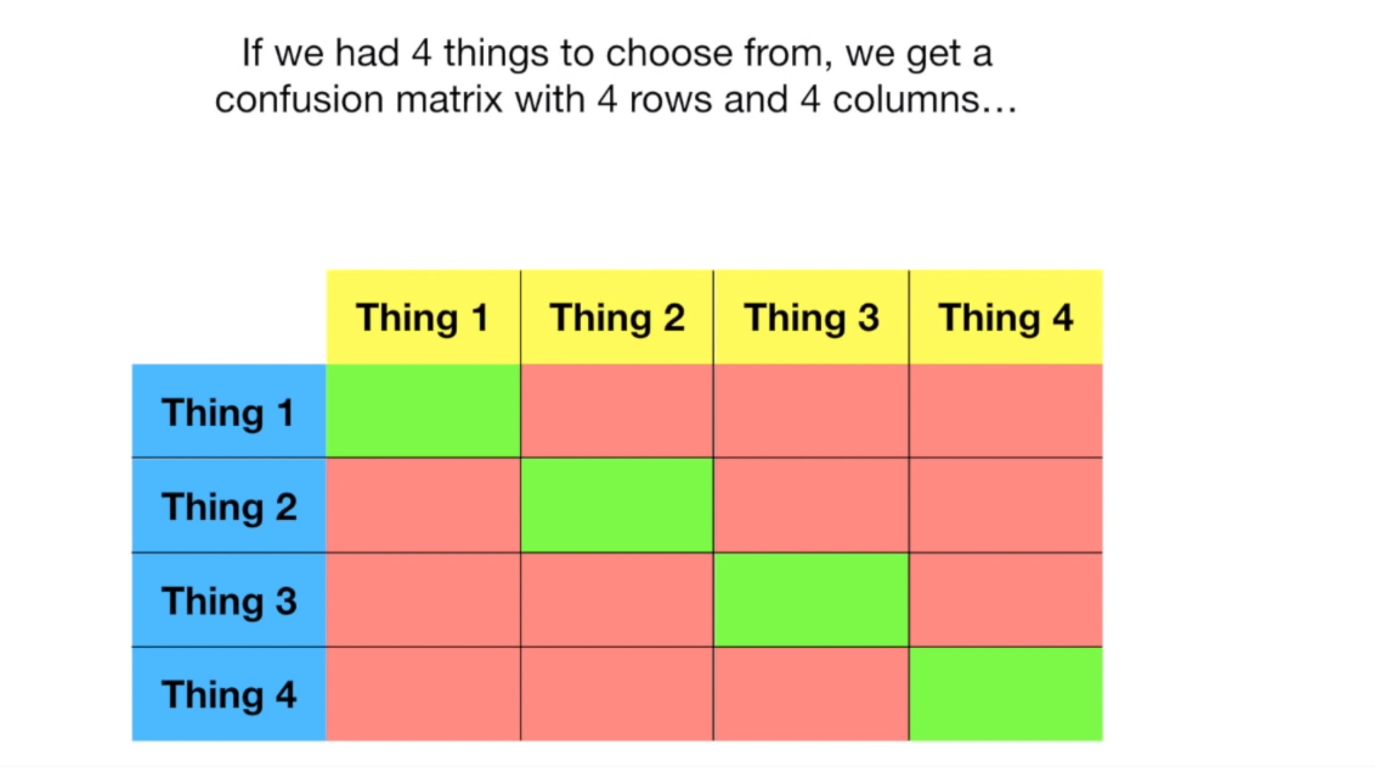 If we had 4 things to choose from, we get a
confusion matrix with 4 rows and 4 columns…
Thing 1 Thing 2 Thing 3 Thing 4
Thing 1
Thing 2
Thing 3
Thing 4